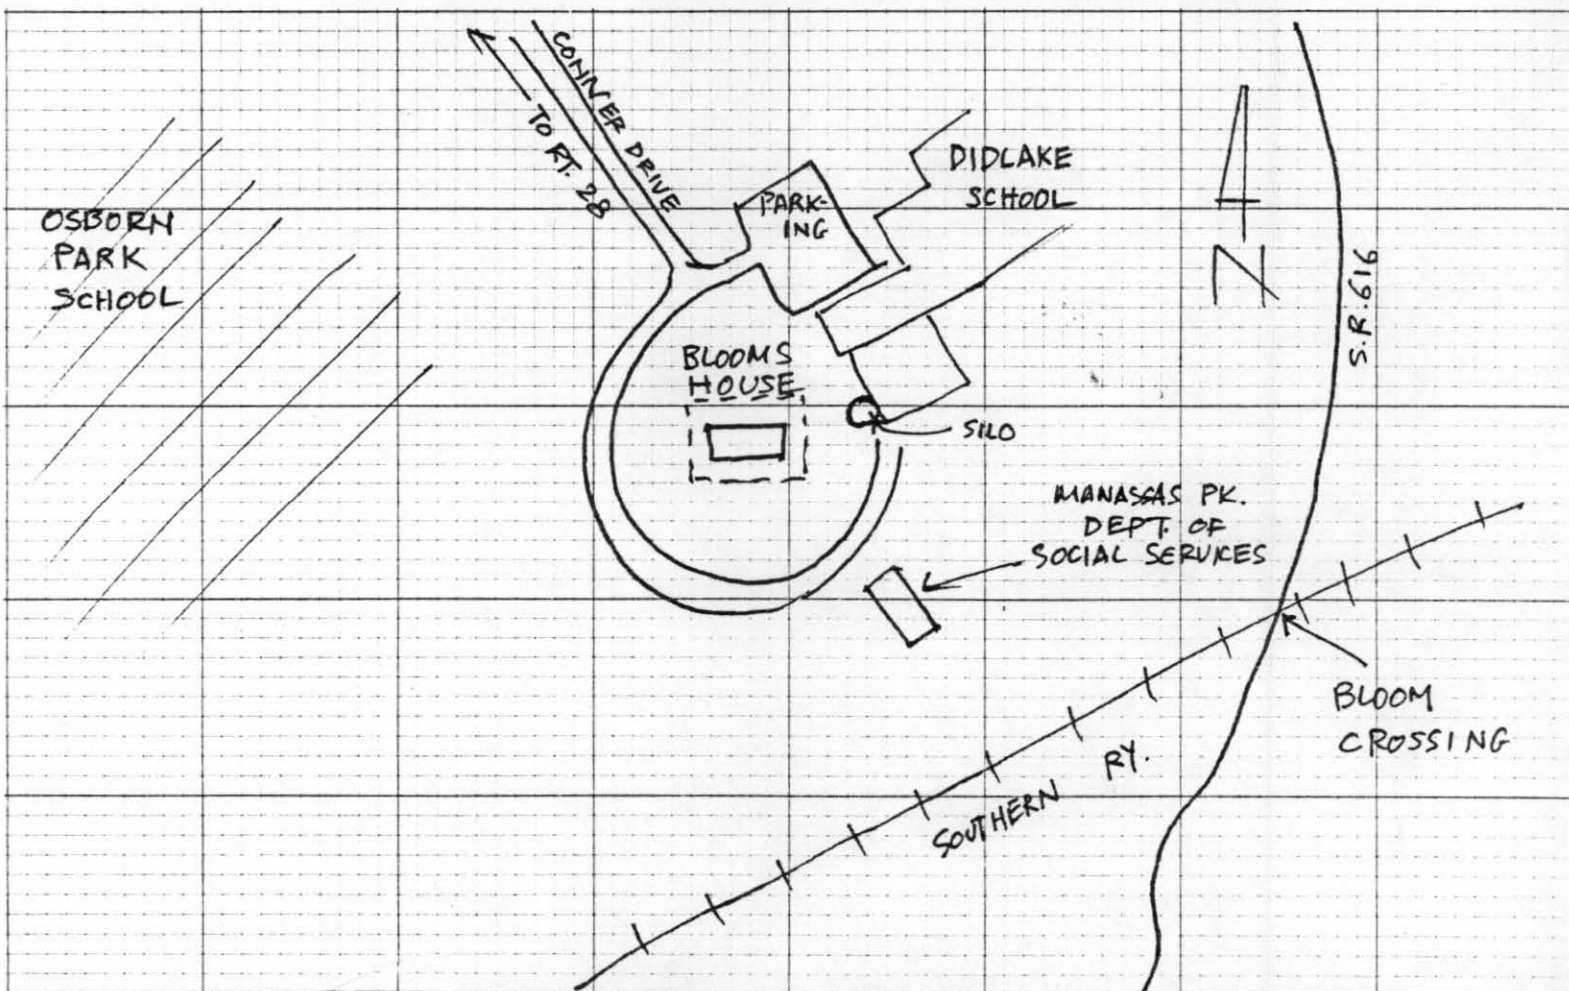 CONNER DRIVE
TO RT. 28
OSBORN
PARK
SCHOOL
PARK-
ING
DIDLAKE
SCHOOL
N
S.R. 616
BLOOMS
HOUSE
SILO
MANASSAS PK.
DEPT. OF
SOCIAL SERVICES
BLOOM
CROSSING
SOUTHERN RY.